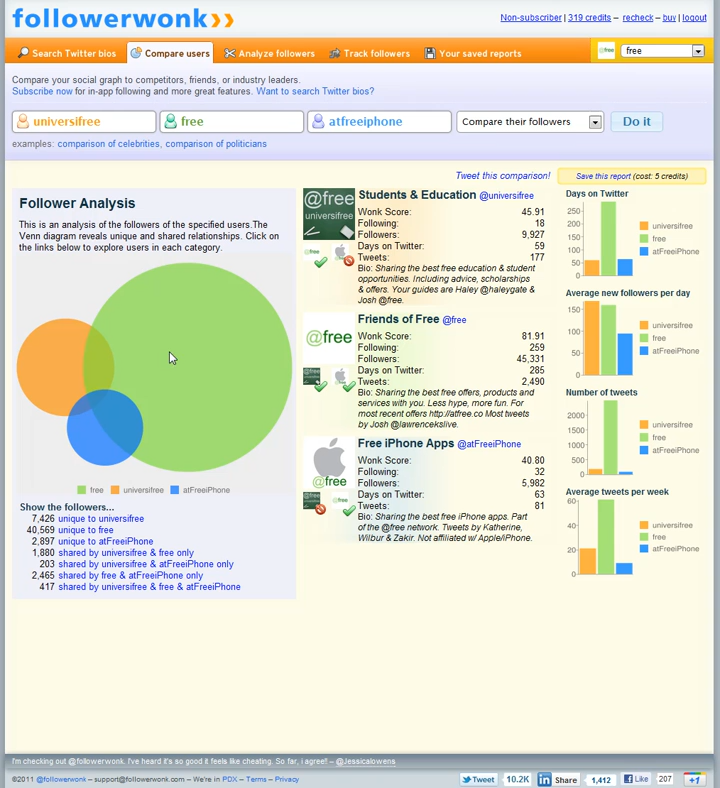 followerwonk››
Non-subscriber | 319 credits – recheck – buy | logout
Search Twitter bios
Compare users
Analyze followers
Track followers
Your saved reports
@free
free
Compare your social graph to competitors, friends, or industry leaders.
Subscribe now for in-app following and more great features. Want to search Twitter bios?
universifree
free
atfreeiphone
Compare their followers
Do it
examples: comparison of celebrities, comparison of politicians
Tweet this comparison!
Save this report (cost: 5 credits)
Follower Analysis
This is an analysis of the followers of the specified users.The
Venn diagram reveals unique and shared relationships. Click on
the links below to explore users in each category.
free universifree atFreeiPhone
Show the followers...
7,426 unique to universifree
40,569 unique to free
2,897 unique to atFreeiPhone
1,880 shared by universifree & free only
203 shared by universifree & atFreeiPhone only
2,465 shared by free & atFreeiPhone only
417 shared by universifree & free & atFreeiPhone
@free
universifree
Students & Education @universifree
Wonk Score: 45.91
Following: 18
Followers: 9,927
Days on Twitter: 59
Tweets: 177
Bio: Sharing the best free education & student
opportunities. Including advice, scholarships
& offers. Your guides are Haley @haleygate &
Josh @free.
@free
Friends of Free @free
Wonk Score: 81.91
Following: 259
Followers: 45,331
Days on Twitter: 285
Tweets: 2,490
Bio: Sharing the best free offers, products and
services with you. Less hype, more fun. For
most recent offers http://atfree.co Most tweets
by Josh @lawrencekslive.
@free
Free iPhone Apps @atFreeiPhone
Wonk Score: 40.80
Following: 32
Followers: 5,982
Days on Twitter: 63
Tweets: 81
Bio: Sharing the best free iPhone apps. Part
of the @free network. Tweets by Katherine,
Wilbur & Zakir. Not affiliated w/ Apple/iPhone.
Days on Twitter
250
200
150
100
50
0
universifree
free
atFreeiPhone
Average new followers per day
150
100
50
0
universifree
free
atFreeiPhone
Number of tweets
2000
1500
1000
500
0
universifree
free
atFreeiPhone
Average tweets per week
60
40
20
0
universifree
free
atFreeiPhone
I'm checking out @followerwonk. I've heard it's so good it feels like cheating. So far, i agree! – @Jessicalowens
©2011 @followerwonk – support@followerwonk.com – We're in PDX – Terms – Privacy
Tweet 10.2K
in Share 1,412
Like 207
+1